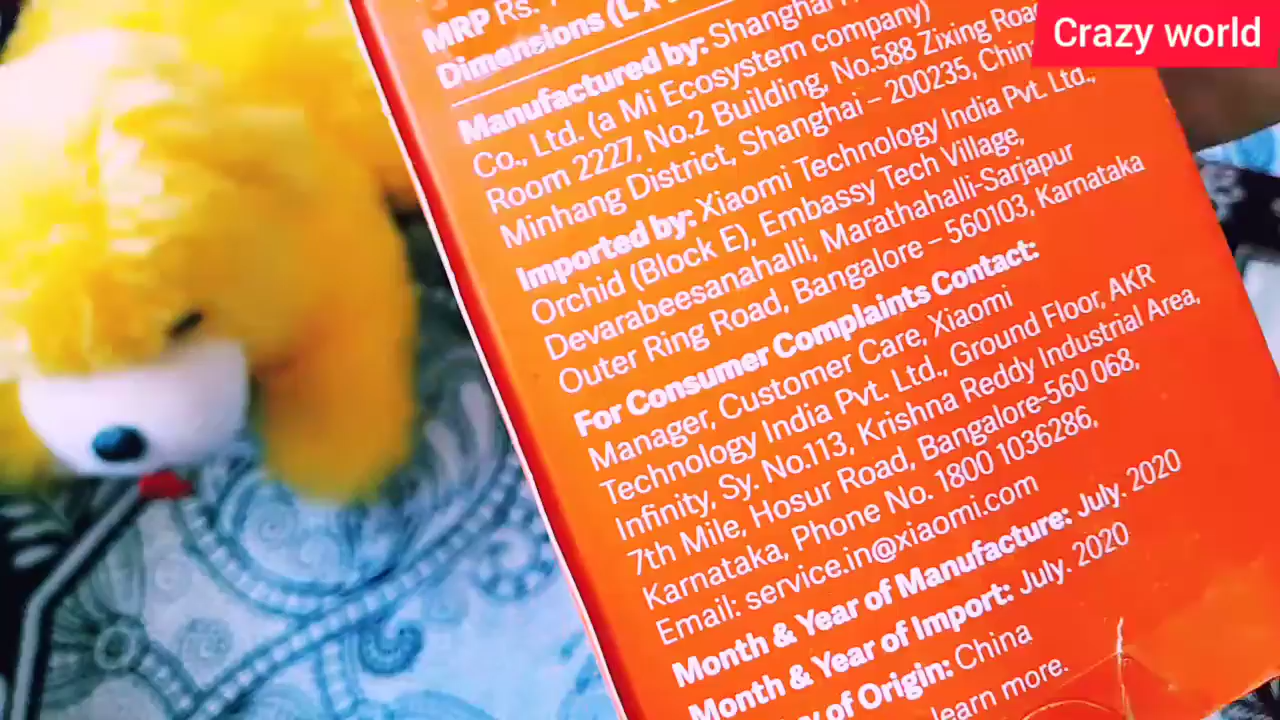 Crazy world
MRP Rs.
Dimensions (L x
Manufactured by: Shanghai
Co., Ltd. (a Mi Ecosystem company)
Room 2227, No.2 Building, No.588 Zixing Road
Minhang District, Shanghai – 200235, China
Imported by: Xiaomi Technology India Pvt. Ltd.,
Orchid (Block E), Embassy Tech Village,
Devarabeesanahalli, Marathahalli-Sarjapur
Outer Ring Road, Bangalore – 560103, Karnataka
For Consumer Complaints Contact:
Manager, Customer Care, Xiaomi
Technology India Pvt. Ltd., Ground Floor, AKR
Infinity, Sy. No.113, Krishna Reddy Industrial Area,
7th Mile, Hosur Road, Bangalore-560 068,
Karnataka, Phone No. 1800 1036286,
Email: service.in@xiaomi.com
Month & Year of Manufacture: July. 2020
Month & Year of Import: July. 2020
of Origin: China
learn more.